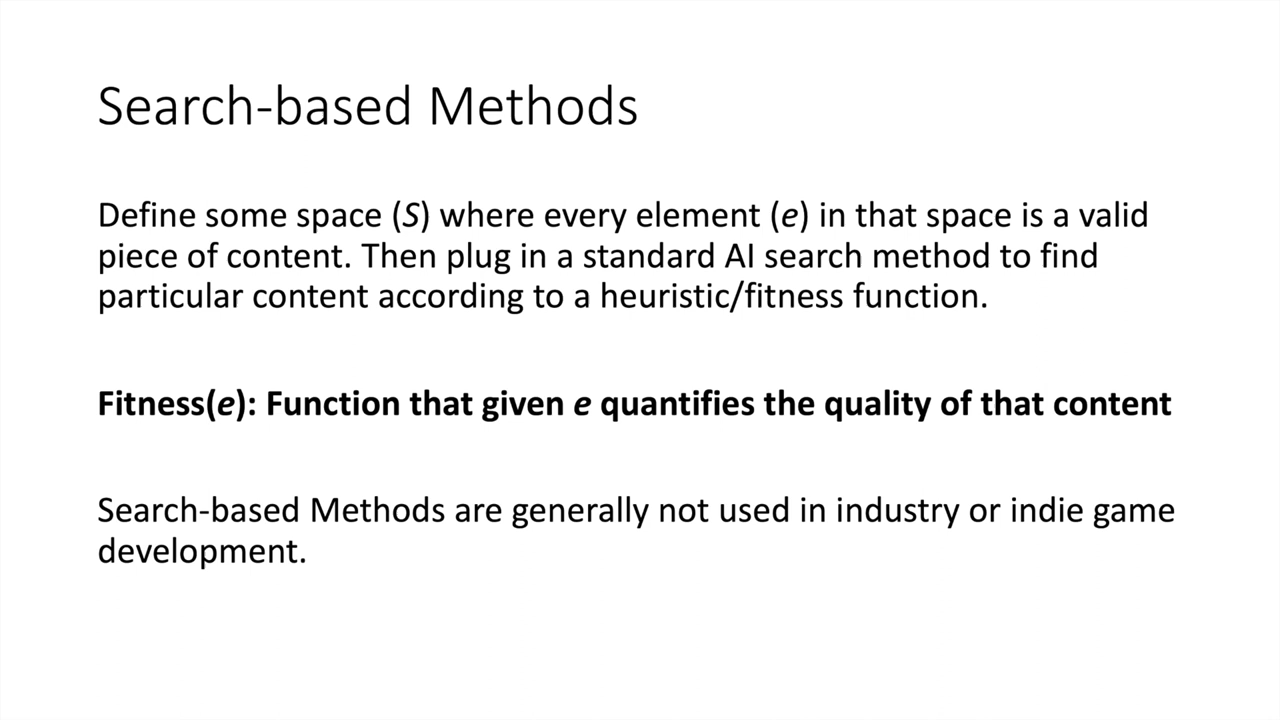 Search-based Methods
Define some space (S) where every element (e) in that space is a valid
piece of content. Then plug in a standard AI search method to find
particular content according to a heuristic/fitness function.
Fitness(e): Function that given e quantifies the quality of that content
Search-based Methods are generally not used in industry or indie game
development.